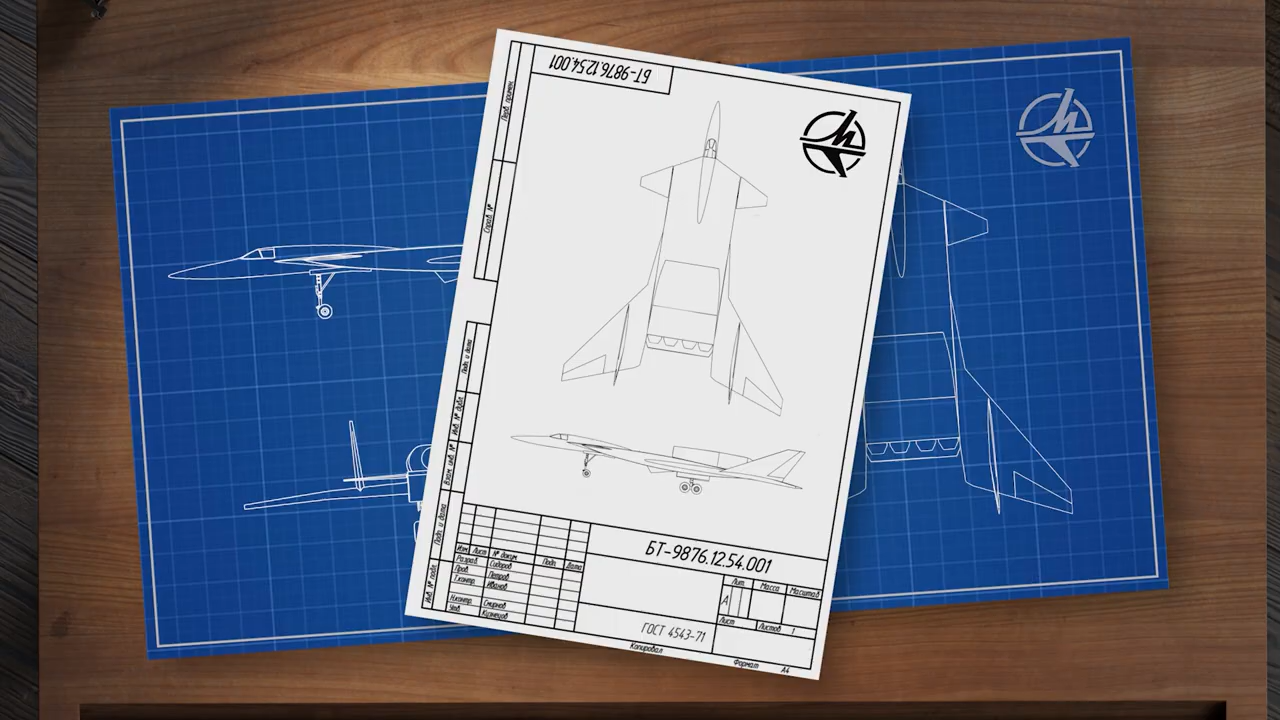 БТ-9876.12.54.001
Перв. примен.
Справ. №
Подп. и дата
Инв. № дубл.
Взам. инв. №
Подп. и дата
Инв. № подл.
БТ-9876.12.54.001
Изм. Лист № докум. Подп. Дата
Разраб. Сидоров
Пров. Петров
Т.контр. Иванов
Н.контр. Смирнов
Утв. Кузнецов
Лит. Масса Масштаб
А
Лист Листов 1
ГОСТ 4543-71
Копировал Формат А4